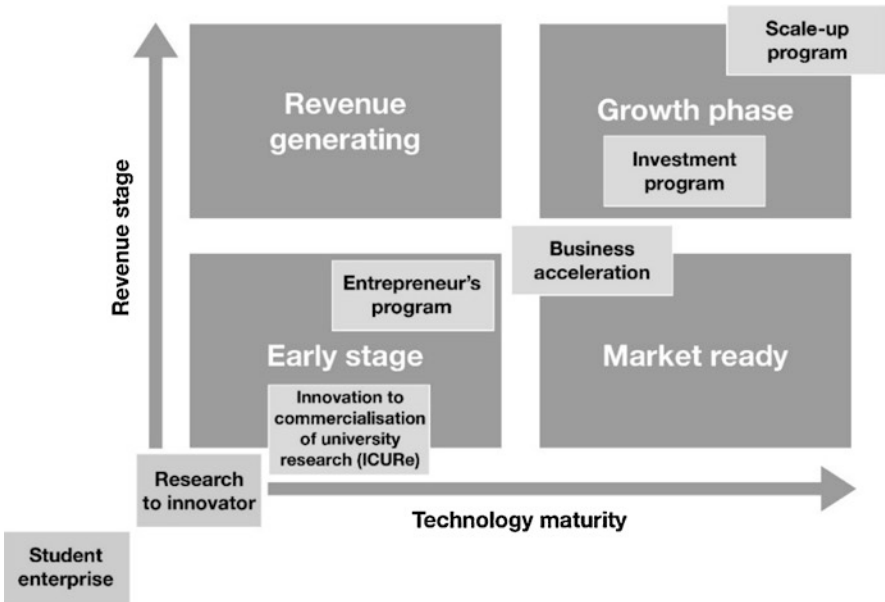 Scale-up
program
Revenue
generating
Growth phase
Investment
program
Revenue stage
Business
acceleration
Entrepreneur's
program
Early stage
Market ready
Innovation to
commercialisation
of university
research (ICURe)
Research
to innovator
Technology maturity
Student
enterprise